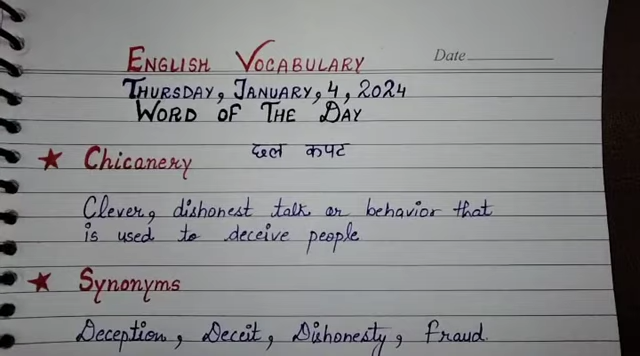 ENGLISH VOCABULARY
Date
THURSDAY, JANUARY, 4, 2024
WORD OF THE DAY
★ Chicanery छल कपट
Clever, dishonest talk or behavior that
is used to deceive people
★ Synonyms
Deception, Deceit, Dishonesty, Fraud.